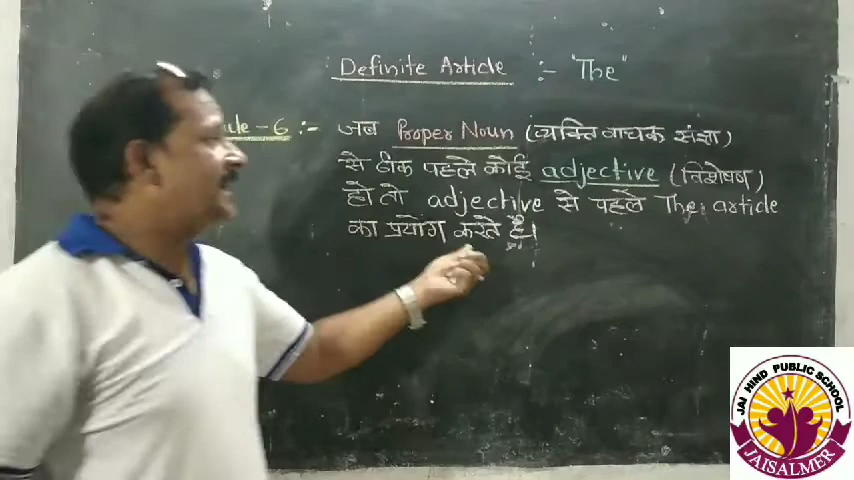 Definite Article :- "The"
Rule - 6 :- जब Proper Noun (व्यक्तिवाचक संज्ञा)
से ठीक पहले कोई adjective (विशेषण)
हो तो adjective से पहले The article
का प्रयोग करते है।
JAI HIND PUBLIC SCHOOL
JAISALMER